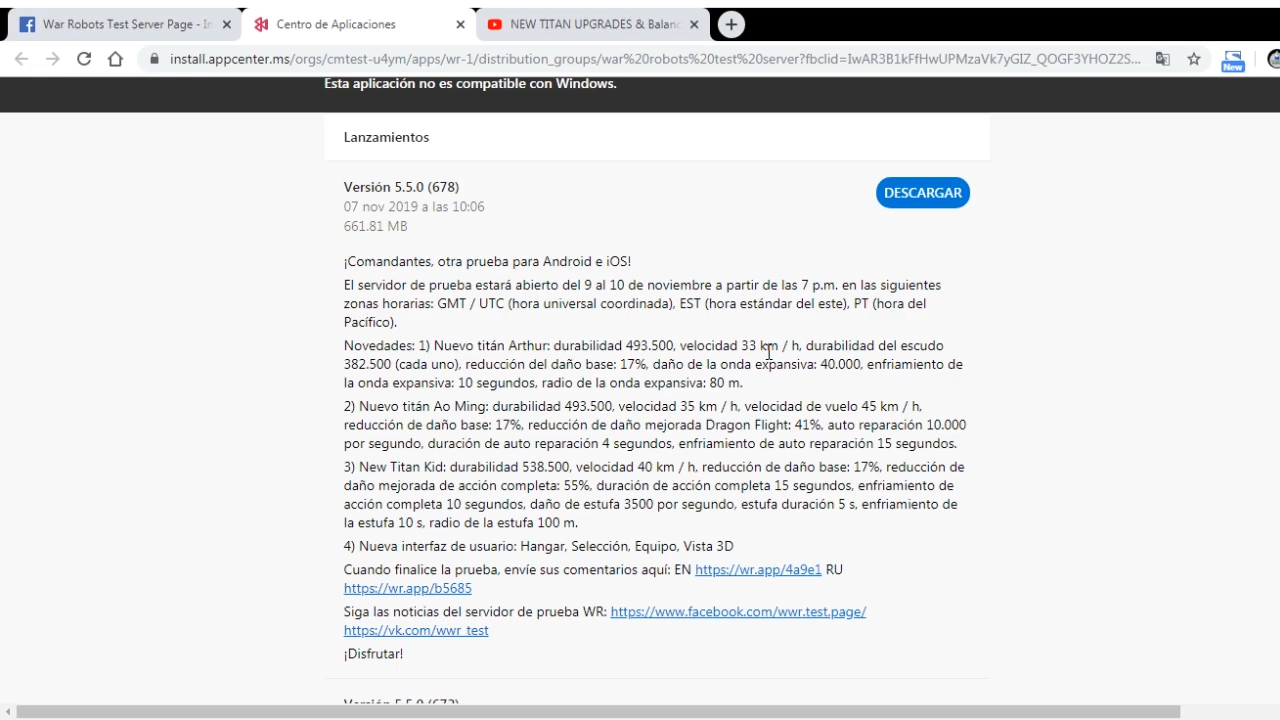 War Robots Test Server Page - In
Centro de Aplicaciones
NEW TITAN UPGRADES & Balanc
install.appcenter.ms/orgs/cmtest-u4ym/apps/wr-1/distribution_groups/war%20robots%20test%20server?fbclid=IwAR3B1kFfHwUPMzaVk7yGIZ_QOGF3YHOZ2S...
New
Esta aplicación no es compatible con Windows.
Lanzamientos
Versión 5.5.0 (678)
DESCARGAR
07 nov 2019 a las 10:06
661.81 MB
¡Comandantes, otra prueba para Android e iOS!
El servidor de prueba estará abierto del 9 al 10 de noviembre a partir de las 7 p.m. en las siguientes
zonas horarias: GMT / UTC (hora universal coordinada), EST (hora estándar del este), PT (hora del
Pacífico).
Novedades: 1) Nuevo titán Arthur: durabilidad 493.500, velocidad 33 km / h, durabilidad del escudo
382.500 (cada uno), reducción del daño base: 17%, daño de la onda expansiva: 40.000, enfriamiento de
la onda expansiva: 10 segundos, radio de la onda expansiva: 80 m.
2) Nuevo titán Ao Ming: durabilidad 493.500, velocidad 35 km / h, velocidad de vuelo 45 km / h,
reducción de daño base: 17%, reducción de daño mejorada Dragon Flight: 41%, auto reparación 10.000
por segundo, duración de auto reparación 4 segundos, enfriamiento de auto reparación 15 segundos.
3) New Titan Kid: durabilidad 538.500, velocidad 40 km / h, reducción de daño base: 17%, reducción de
daño mejorada de acción completa: 55%, duración de acción completa 15 segundos, enfriamiento de
acción completa 10 segundos, daño de estufa 3500 por segundo, estufa duración 5 s, enfriamiento de
la estufa 10 s, radio de la estufa 100 m.
4) Nueva interfaz de usuario: Hangar, Selección, Equipo, Vista 3D
Cuando finalice la prueba, envíe sus comentarios aquí: EN https://wr.app/4a9e1 RU
https://wr.app/b5685
Siga las noticias del servidor de prueba WR: https://www.facebook.com/wwr.test.page/
https://vk.com/wwr_test
¡Disfrutar!
Versión 5.5.0